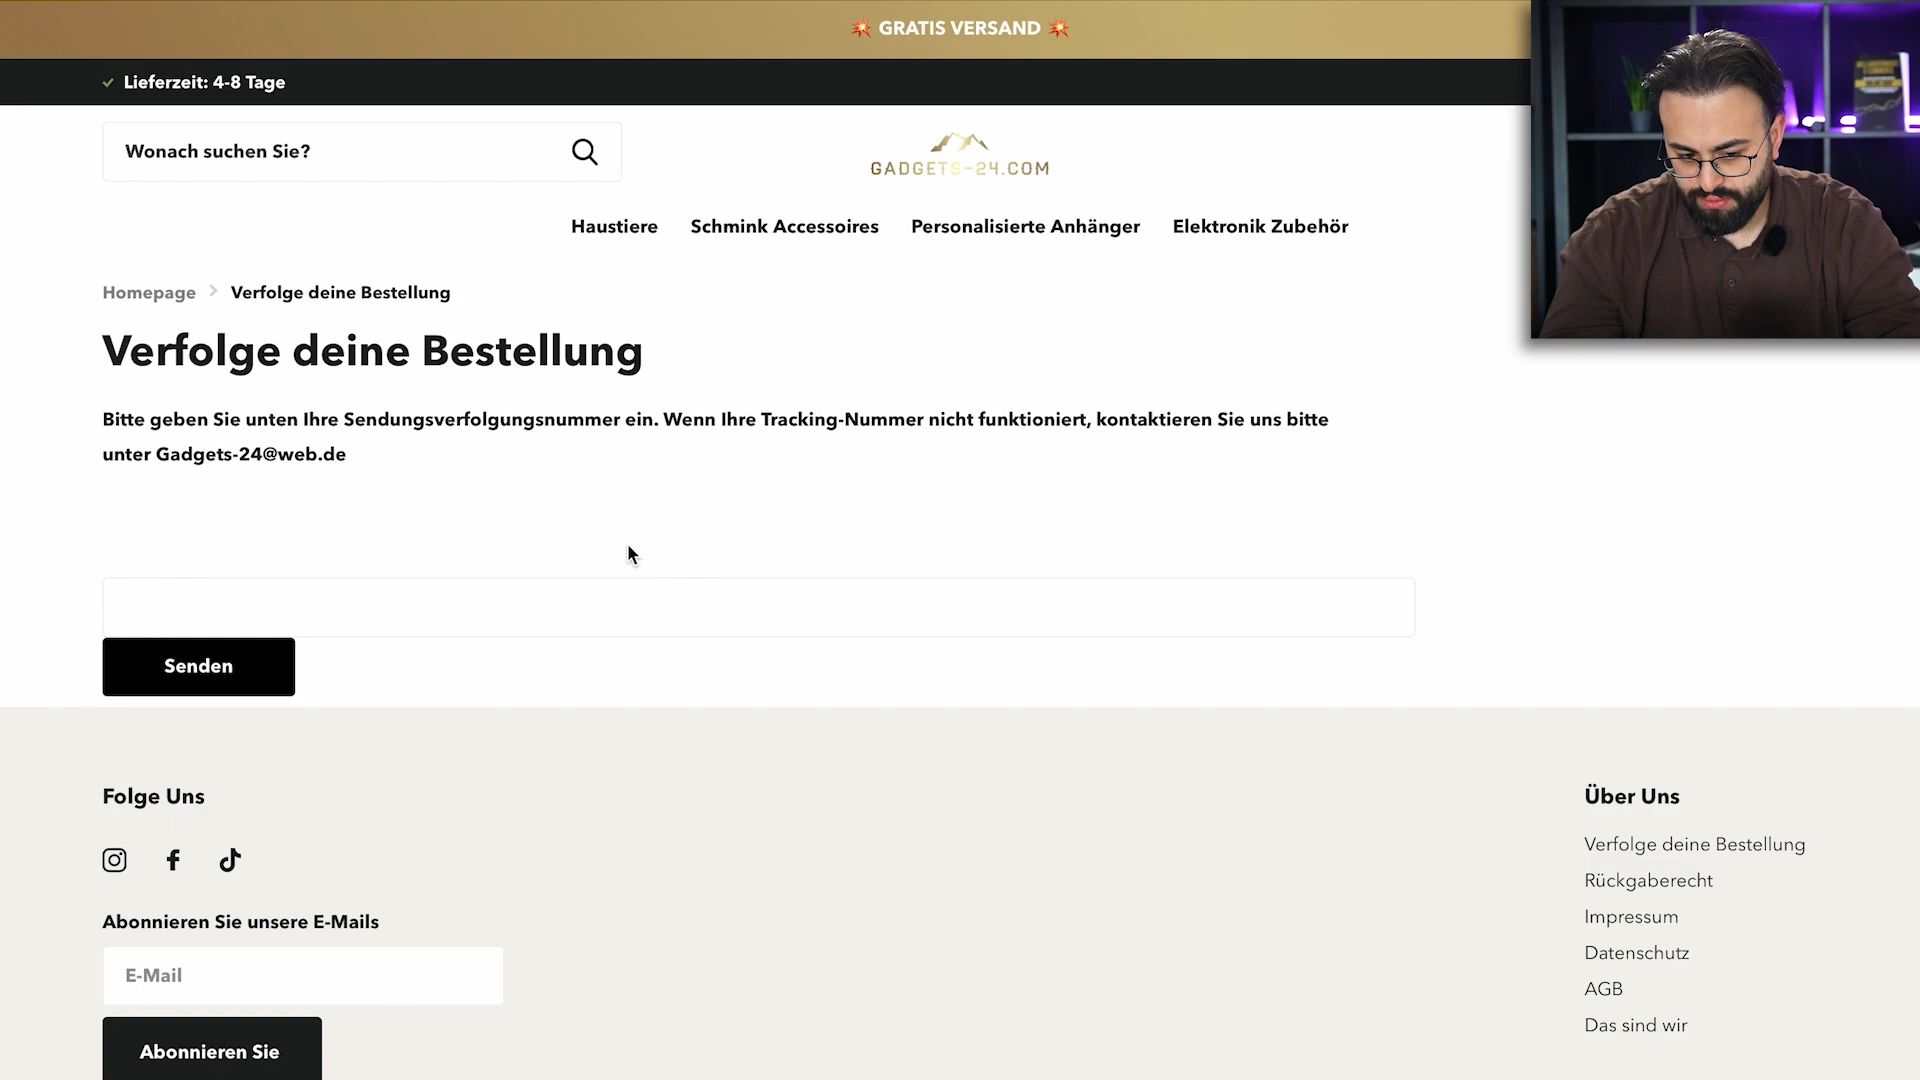 💥 GRATIS VERSAND 💥
Lieferzeit: 4-8 Tage
Wonach suchen Sie?
GADGETS-24.COM
Haustiere Schmink Accessoires Personalisierte Anhänger Elektronik Zubehör
Homepage Verfolge deine Bestellung
Verfolge deine Bestellung
Bitte geben Sie unten Ihre Sendungsverfolgungsnummer ein. Wenn Ihre Tracking-Nummer nicht funktioniert, kontaktieren Sie uns bitte
unter Gadgets-24@web.de
Senden
Folge Uns
Abonnieren Sie unsere E-Mails
E-Mail
Abonnieren Sie
Über Uns
Verfolge deine Bestellung
Rückgaberecht
Impressum
Datenschutz
AGB
Das sind wir